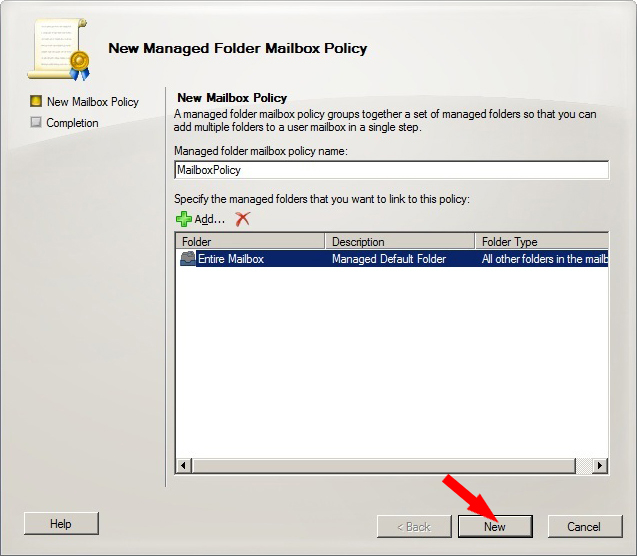 New Managed Folder Mailbox Policy
New Mailbox Policy
Completion
New Mailbox Policy
A managed folder mailbox policy groups together a set of managed folders so that you can
add multiple folders to a user mailbox in a single step.
Managed folder mailbox policy name:
MailboxPolicy
Specify the managed folders that you want to link to this policy:
Add...
Folder Description Folder Type
Entire Mailbox Managed Default Folder All other folders in the mailb
Help < Back New Cancel